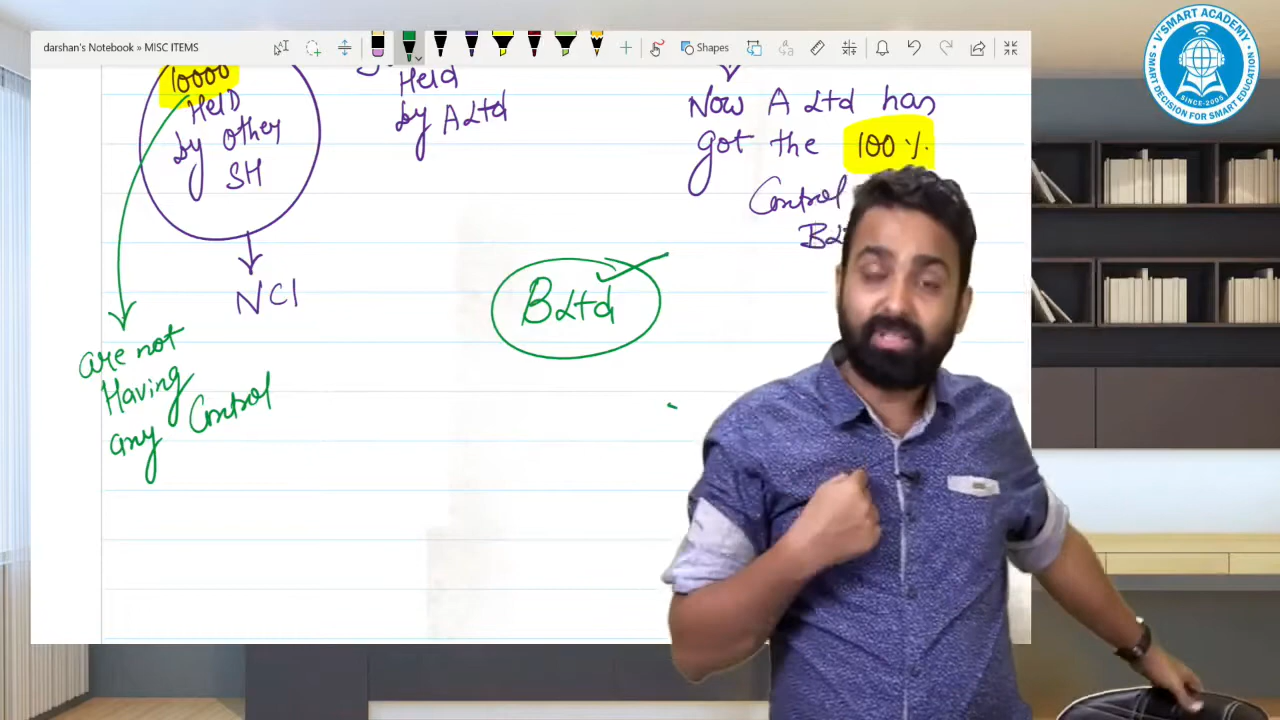 darshan's Notebook » MISC ITEMS
Shapes
10000
HelD
by other
SH
NCI
are not
Having
any Control
Held
by A Ltd
B Ltd
Now A Ltd has
got the 100 %.
Control
V'SMART ACADEMY
SINCE-2005
SMART DECISION FOR SMART EDUCATION